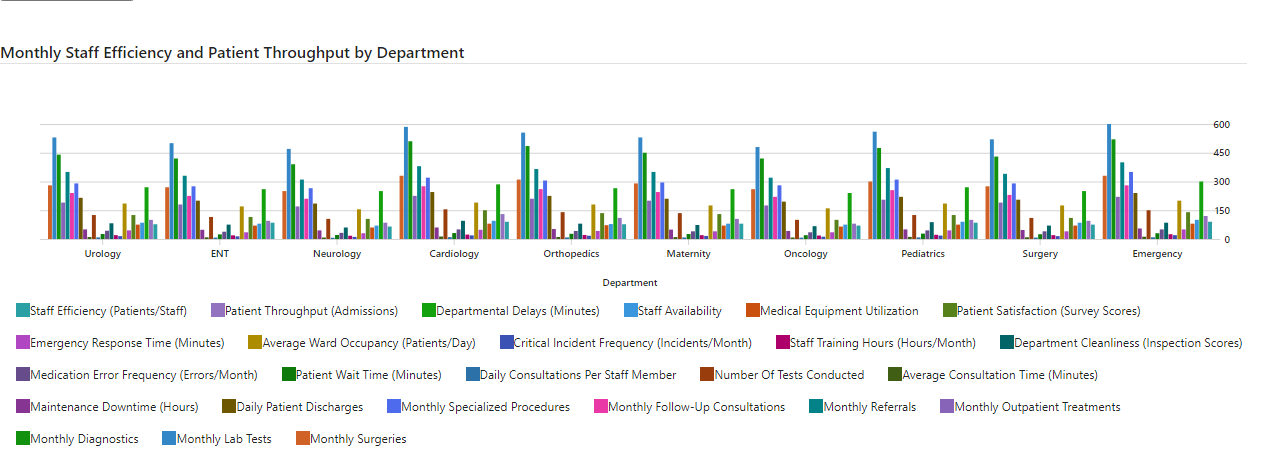 Monthly Staff Efficiency and Patient Throughput by Department
600
450
300
150
0
Urology ENT Neurology Cardiology Orthopedics Maternity Oncology Pediatrics Surgery Emergency
Department
Staff Efficiency (Patients/Staff) Patient Throughput (Admissions) Departmental Delays (Minutes) Staff Availability Medical Equipment Utilization Patient Satisfaction (Survey Scores)
Emergency Response Time (Minutes) Average Ward Occupancy (Patients/Day) Critical Incident Frequency (Incidents/Month) Staff Training Hours (Hours/Month) Department Cleanliness (Inspection Scores)
Medication Error Frequency (Errors/Month) Patient Wait Time (Minutes) Daily Consultations Per Staff Member Number Of Tests Conducted Average Consultation Time (Minutes)
Maintenance Downtime (Hours) Daily Patient Discharges Monthly Specialized Procedures Monthly Follow-Up Consultations Monthly Referrals Monthly Outpatient Treatments
Monthly Diagnostics Monthly Lab Tests Monthly Surgeries